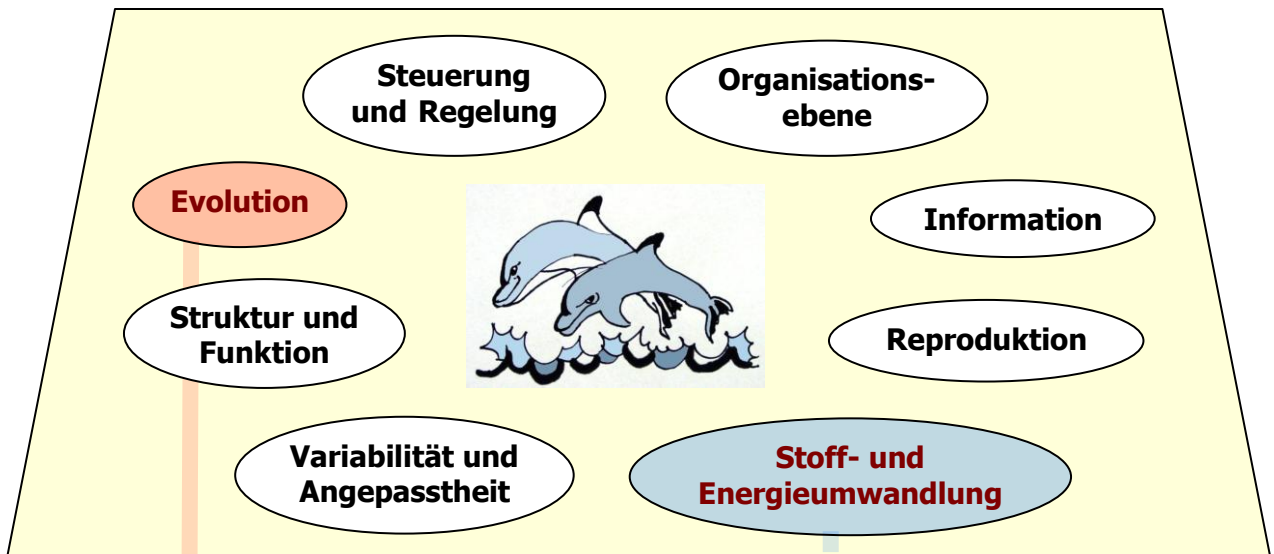 Steuerung
und Regelung
Organisations-
ebene
Evolution
Information
Struktur und
Funktion
Reproduktion
Variabilität und
Angepasstheit
Stoff- und
Energieumwandlung